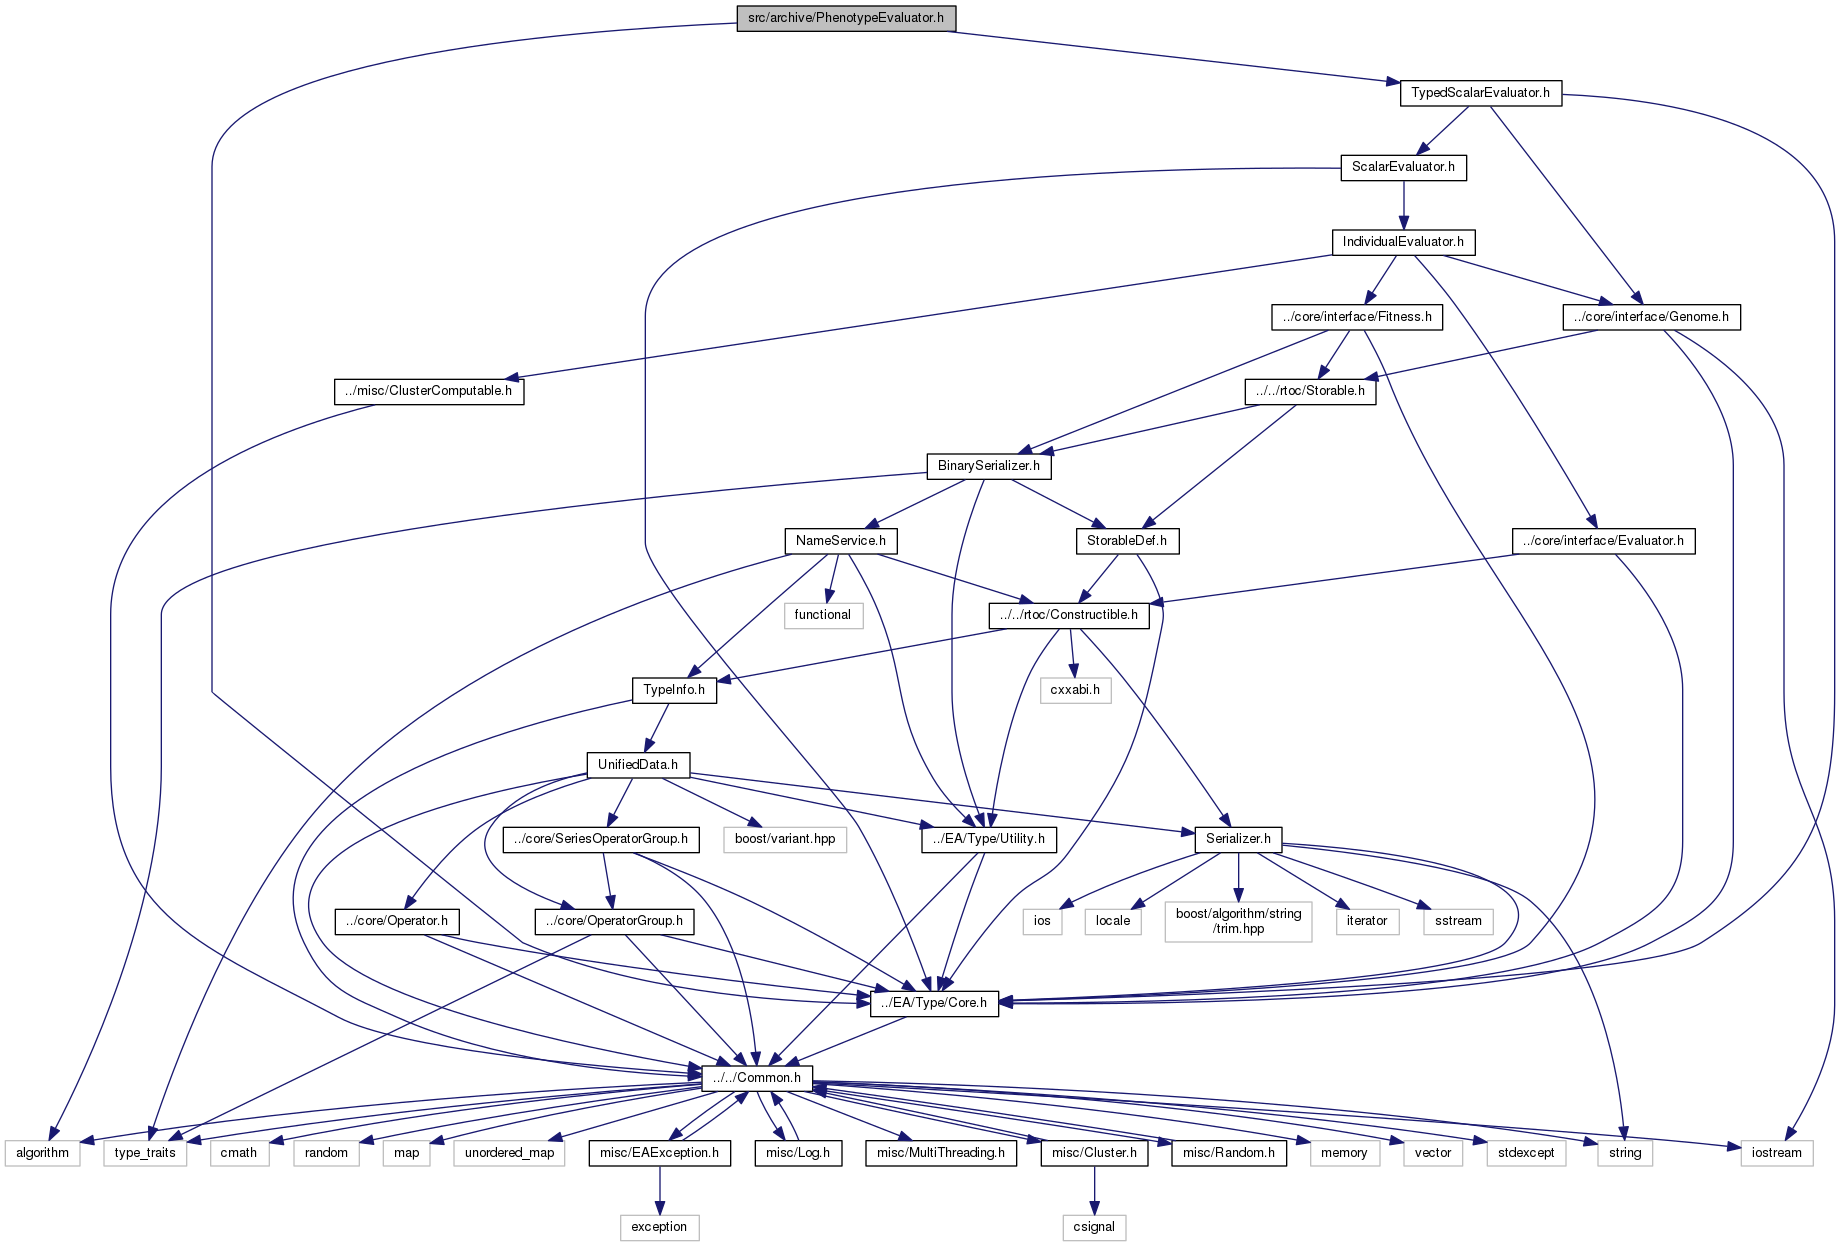 src/archive/PhenotypeEvaluator.h
TypedScalarEvaluator.h
ScalarEvaluator.h
IndividualEvaluator.h
../core/interface/Fitness.h
../core/interface/Genome.h
../misc/ClusterComputable.h
../../rtoc/Storable.h
BinarySerializer.h
NameService.h
StorableDef.h
../core/interface/Evaluator.h
functional
../../rtoc/Constructible.h
TypeInfo.h
cxxabi.h
UnifiedData.h
../core/SeriesOperatorGroup.h
boost/variant.hpp
../EA/Type/Utility.h
Serializer.h
../core/Operator.h
../core/OperatorGroup.h
ios
locale
boost/algorithm/string
/trim.hpp
iterator
sstream
../EA/Type/Core.h
../../Common.h
algorithm
type_traits
cmath
random
map
unordered_map
misc/EAException.h
misc/Log.h
misc/MultiThreading.h
misc/Cluster.h
misc/Random.h
memory
vector
stdexcept
string
iostream
exception
csignal